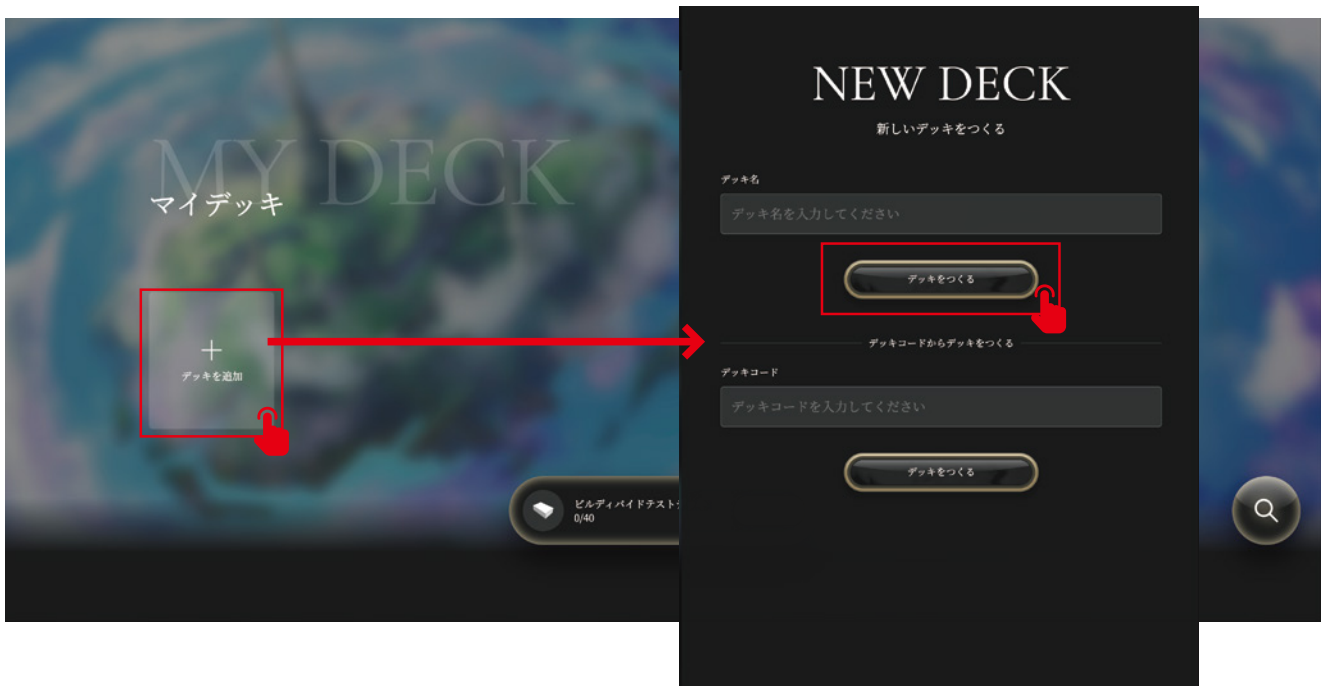 MY DECK
マイデッキ
デッキを追加
ビルディバイドテスト
0/40
NEW DECK
新しいデッキをつくる
デッキ名
デッキ名を入力してください
デッキをつくる
デッキコードからデッキをつくる
デッキコード
デッキコードを入力してください
デッキをつくる